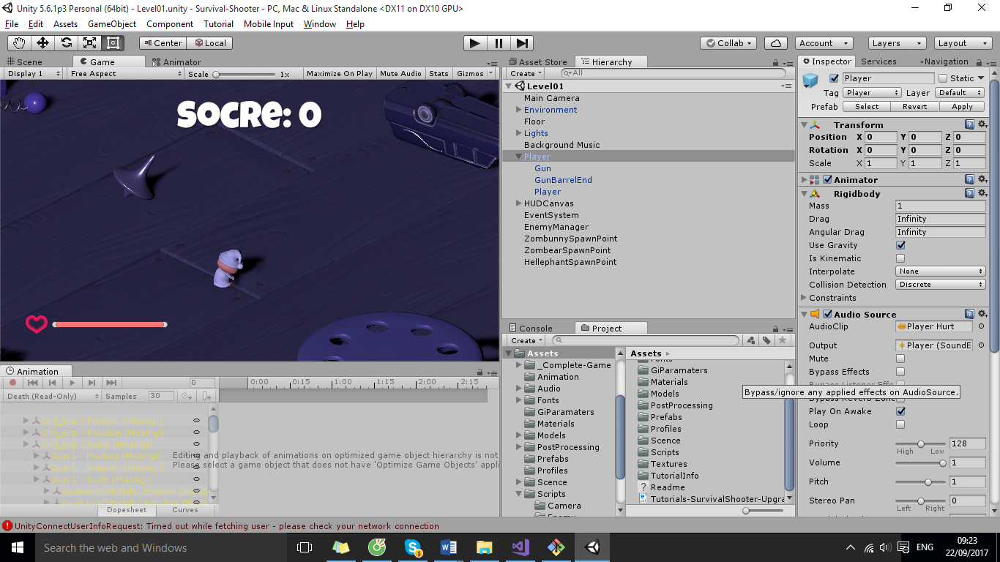 Unity 5.6.1p3 Personal (64bit) - Level01.unity - Survival-Shooter - PC, Mac & Linux Standalone <DX11 on DX10 GPU>
File Edit Assets GameObject Component Tutorial Mobile Input Window Help
Center Local
Collab Account Layers Layout
Scene Game Animator
Display 1 Free Aspect Scale 1x Maximize On Play Mute Audio Stats Gizmos
SOCRE: 0
Animation
0 0:00 0:15 1:00 1:15 2:00 2:15
Death (Read-Only) Samples 30
Ctrl_Grp : Position (Missing!)
Ctrl_Grp : Rotation (Missing!)
Ctrl_Grp : Scale (Missing!)
Gun 1 : Position (Missing!)
Gun 1 : Rotation (Missing!)
Gun 1 : Scale (Missing!)
Editing and playback of animations on optimized game object hierarchy is not
Please select a game object that does not have 'Optimize Game Objects' appli
Dopesheet Curves
Asset Store Hierarchy
Create All
Level01
Main Camera
Environment
Floor
Lights
Background Music
Player
Gun
GunBarrelEnd
Player
HUDCanvas
EventSystem
EnemyManager
ZombunnySpawnPoint
ZombearSpawnPoint
HellephantSpawnPoint
Console Project
Create
Assets
_Complete-Game
Animation
Audio
Fonts
GiParamaters
Materials
Models
PostProcessing
Prefabs
Profiles
Scence
Scripts
Camera
Enemy
Assets
Fonts
GiParamaters
Materials
Models
PostProcessing
Prefabs
Profiles
Scence
Scripts
Textures
TutorialInfo
Readme
Tutorials-SurvivalShooter-Upgra
Inspector Services Navigation
Player Static
Tag Player Layer Default
Prefab Select Revert Apply
Transform
Position X 0 Y 0 Z 0
Rotation X 0 Y 0 Z 0
Scale X 1 Y 1 Z 1
Animator
Rigidbody
Mass 1
Drag Infinity
Angular Drag Infinity
Use Gravity
Is Kinematic
Interpolate None
Collision Detection Discrete
Constraints
Audio Source
AudioClip Player Hurt
Output Player (SoundE
Mute
Bypass Effects
Bypass Listener Effe
Bypass/ignore any applied effects on AudioSource.
Bypass Reverb Zon
Play On Awake
Loop
Priority 128
High Low
Volume 1
Pitch 1
Stereo Pan 0
Left Right
UnityConnectUserInfoRequest: Timed out while fetching user - please check your network connection
Search the web and Windows
1
ENG
09:23
22/09/2017